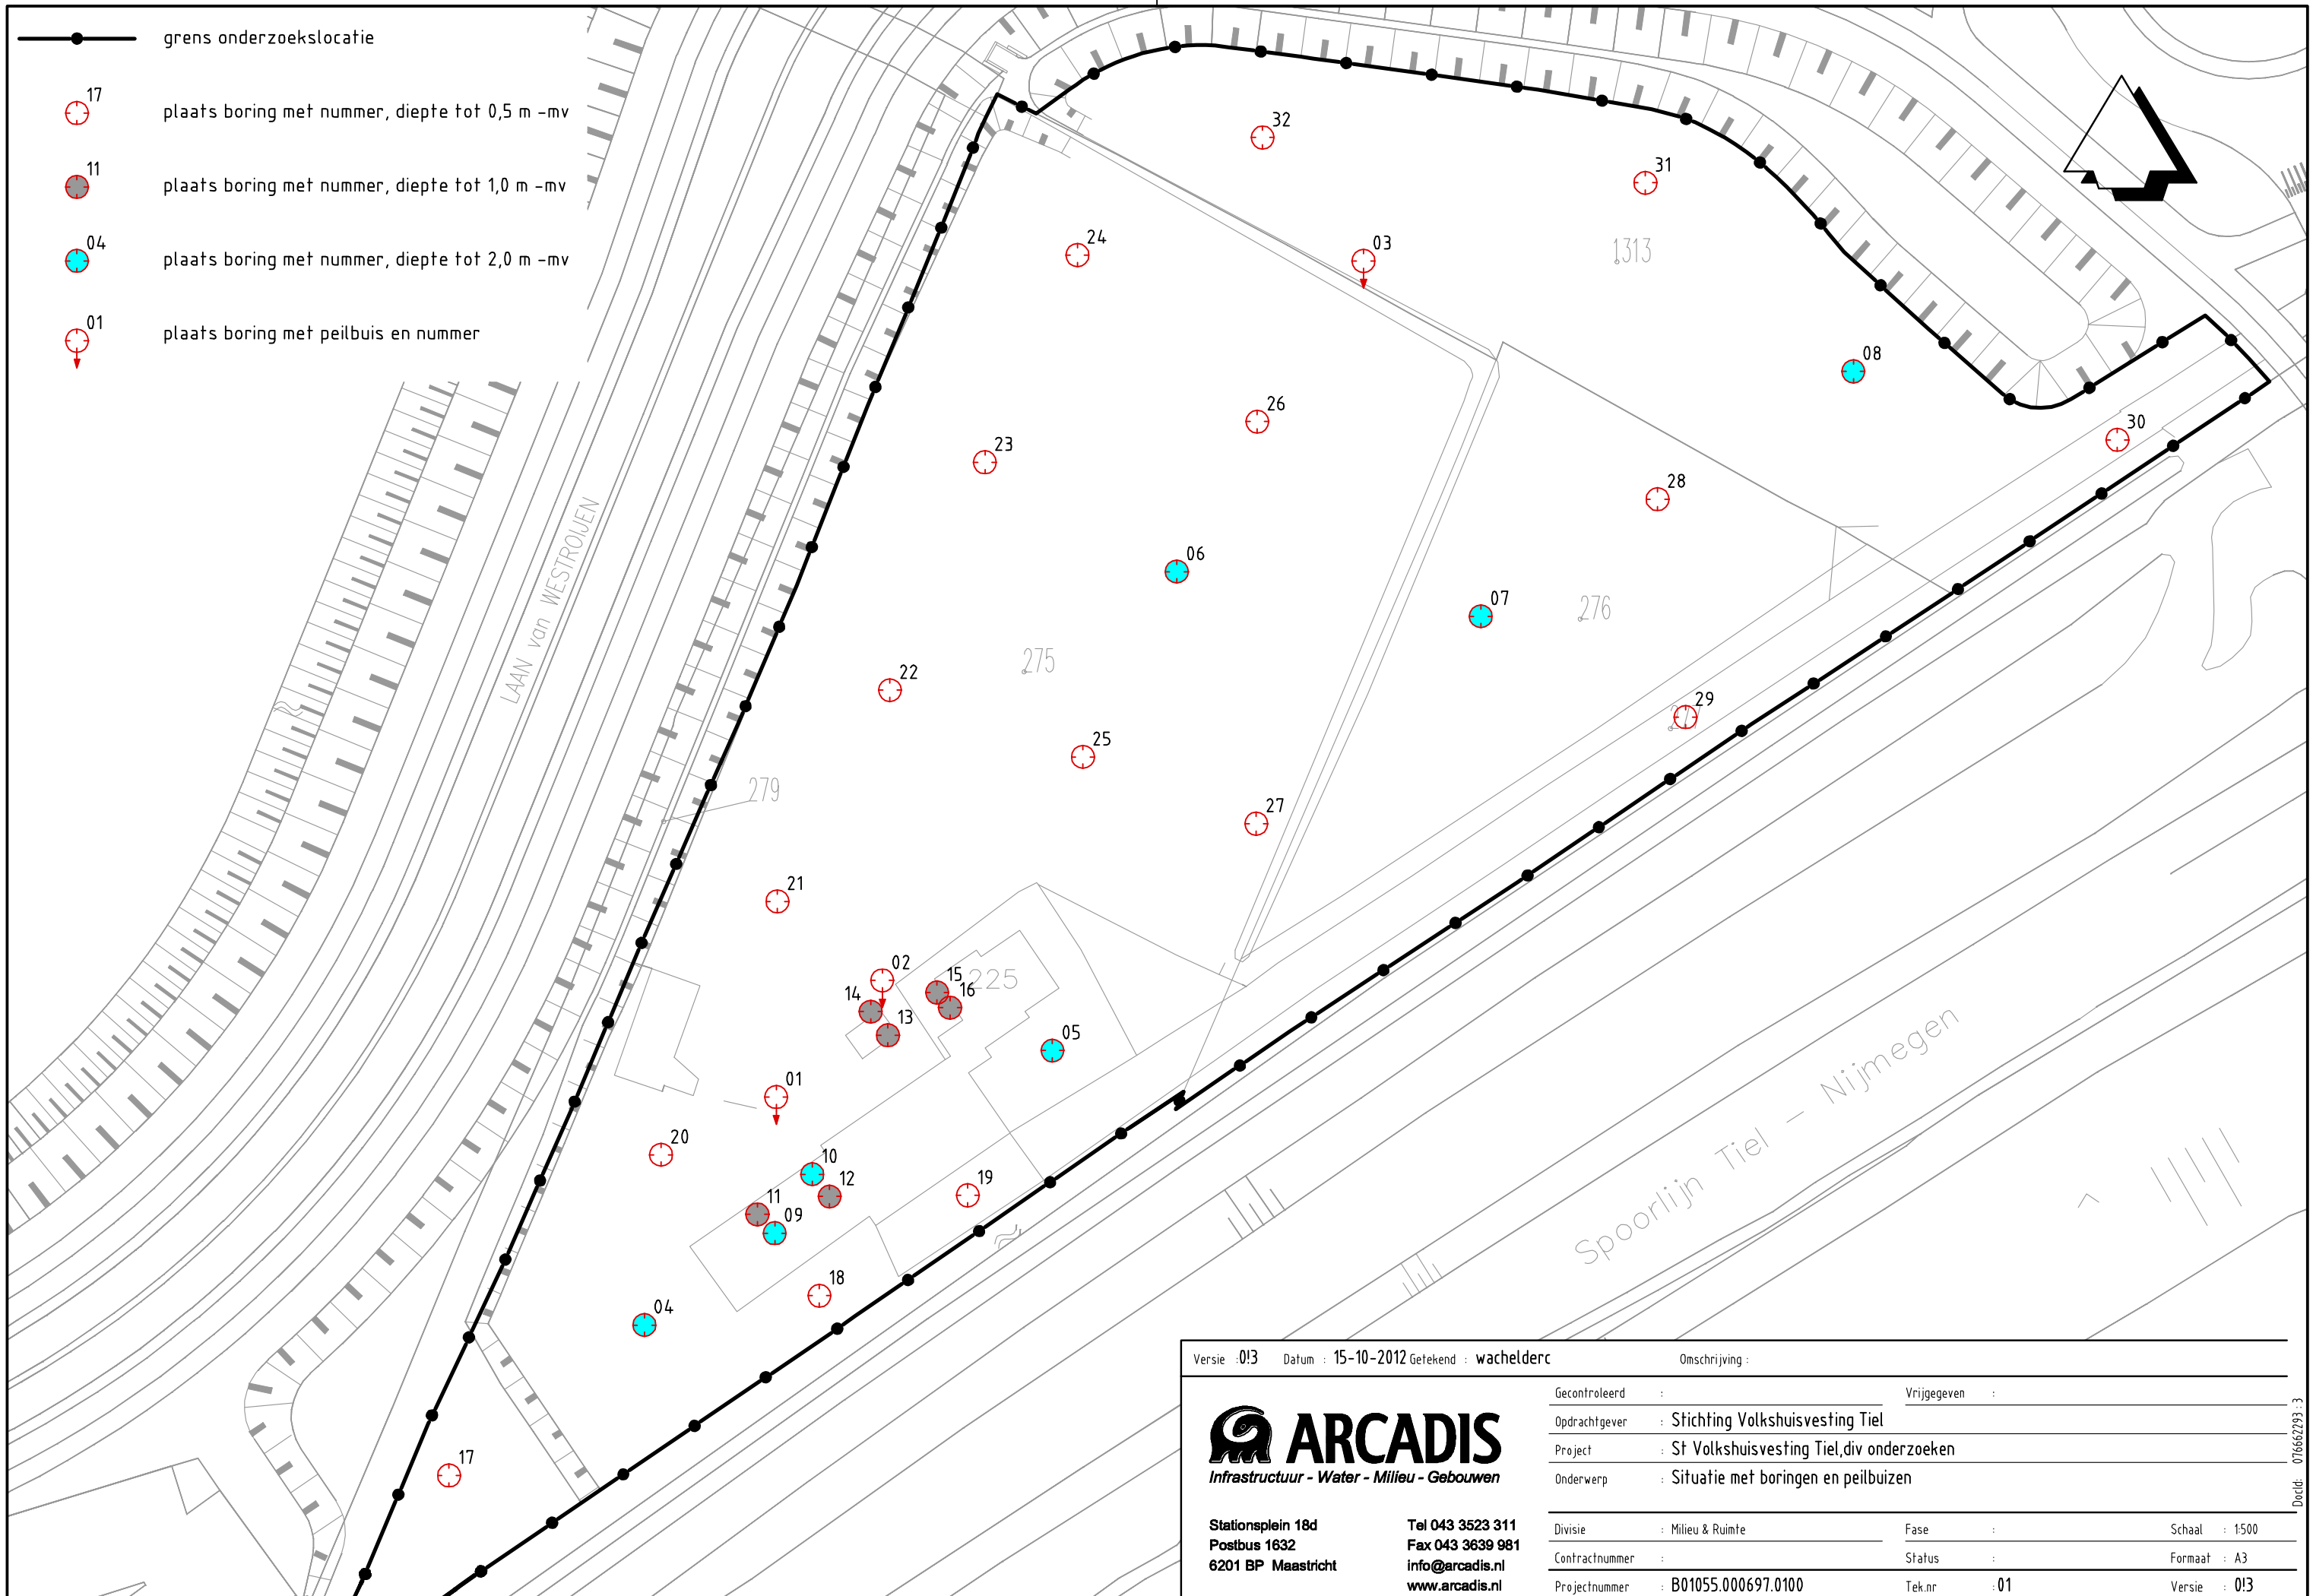 grens onderzoekslocatie
17
plaats boring met nummer, diepte tot 0,5 m -mv
11
plaats boring met nummer, diepte tot 1,0 m -mv
04
plaats boring met nummer, diepte tot 2,0 m -mv
01
plaats boring met peilbuis en nummer
32
31
24
03
1313
08
26
30
23
28
LAAN van WESTROIJEN
06
07
276
275
22
29
25
279
27
21
02
15
225
14
16
13
05
01
20
10
12
19
11
09
18
04
17
Spoorlijn Tiel - Nijmegen
Versie :0!3 Datum : 15-10-2012 Getekend : wachelderc Omschrijving :
ARCADIS
Infrastructuur - Water - Milieu - Gebouwen
Stationsplein 18d
Postbus 1632
6201 BP Maastricht
Tel 043 3523 311
Fax 043 3639 981
info@arcadis.nl
www.arcadis.nl
Gecontroleerd : Vrijgegeven :
Opdrachtgever : Stichting Volkshuisvesting Tiel
Project : St Volkshuisvesting Tiel,div onderzoeken
Onderwerp : Situatie met boringen en peilbuizen
Divisie : Milieu & Ruimte Fase : Schaal : 1:500
Contractnummer : Status : Formaat : A3
Projectnummer : B01055.000697.0100 Tek.nr :01 Versie : 0!3
DocId: 076662293:3